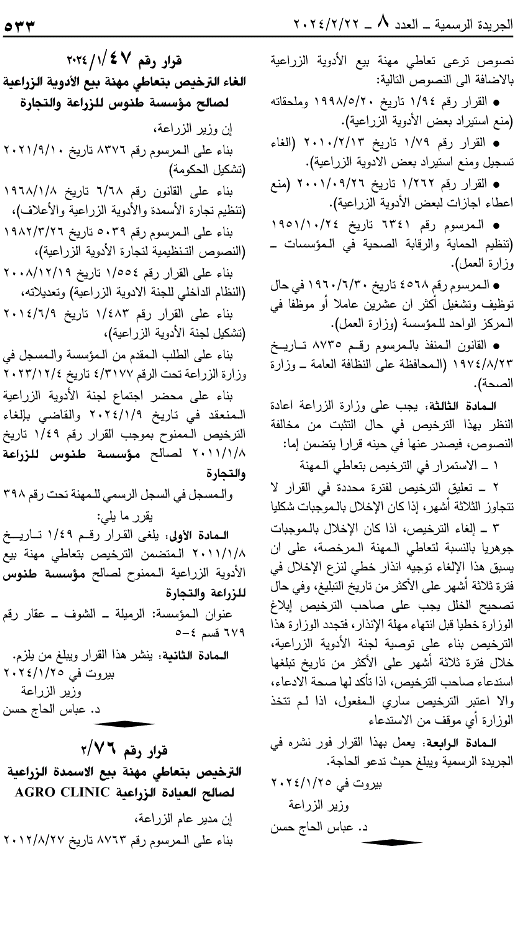 الجريدة الرسمية ـ العدد ٨ ـ ٢٠٢٤/٢/٢٢
٥٣٣
نصوص ترعى تعاطي مهنة بيع الأدوية الزراعية
بالاضافة الى النصوص التالية:
● القرار رقم ١/٩٤ تاريخ ١٩٩٨/٥/٢٠ وملحقاته
(منع استيراد بعض الأدوية الزراعية).
● القرار رقم ١/٧٩ تاريخ ٢٠١٠/٢/١٣ (الغاء
تسجيل ومنع استيراد بعض الادوية الزراعية).
● القرار رقم ١/٢٦٢ تاريخ ٢٠٠١/٠٩/٢٦ (منع
اعطاء اجازات لبعض الأدوية الزراعية).
● المرسوم رقم ٦٣٤١ تاريخ ١٩٥١/١٠/٢٤
(تنظيم الحماية والرقابة الصحية في المؤسسات ـ
وزارة العمل).
● المرسوم رقم ٤٥٦٨ تاريخ ١٩٦٠/٦/٣٠ في حال
توظيف وتشغيل أكثر ان عشرين عاملا أو موظفا في
المركز الواحد للمؤسسة (وزارة العمل).
● القانون المنفذ بالمرسوم رقم ٨٧٣٥ تاريخ
١٩٧٤/٨/٢٣ (المحافظة على النظافة العامة ـ وزارة
الصحة).
المادة الثالثة: يجب على وزارة الزراعة اعادة
النظر بهذا الترخيص في حال التثبت من مخالفة
النصوص، فيصدر عنها في حينه قرارا يتضمن إما:
١ ـ الاستمرار في الترخيص بتعاطي المهنة
٢ ـ تعليق الترخيص لفترة محددة في القرار لا
تتجاوز الثلاثة أشهر، إذا كان الإخلال بالموجبات شكليا
٣ ـ إلغاء الترخيص، اذا كان الإخلال بالموجبات
جوهريا بالنسبة لتعاطي المهنة المرخصة، على ان
يسبق هذا الإلغاء توجيه انذار خطي لنزع الإخلال في
فترة ثلاثة أشهر على الأكثر من تاريخ التبليغ، وفي حال
تصحيح الخلل يجب على صاحب الترخيص إبلاغ
الوزارة خطيا قبل انتهاء مهلة الإنذار، فتجدد الوزارة هذا
الترخيص بناء على توصية لجنة الأدوية الزراعية،
خلال فترة ثلاثة أشهر على الأكثر من تاريخ تبلغها
استدعاء صاحب الترخيص، اذا تأكد لها صحة الادعاء،
والا اعتبر الترخيص ساري المفعول، اذا لم تتخذ
الوزارة أي موقف من الاستدعاء
المادة الرابعة: يعمل بهذا القرار فور نشره في
الجريدة الرسمية ويبلغ حيث تدعو الحاجة.
بيروت في ٢٠٢٤/١/٢٥
وزير الزراعة
د. عباس الحاج حسن
قرار رقم ١/٤٧/٢٠٢٤
الغاء الترخيص بتعاطي مهنة بيع الأدوية الزراعية
لصالح مؤسسة طنوس للزراعة والتجارة
إن وزير الزراعة،
بناء على المرسوم رقم ٨٣٧٦ تاريخ ٢٠٢١/٩/١٠
(تشكيل الحكومة)
بناء على القانون رقم ٦/٦٨ تاريخ ١٩٦٨/١/٨
(تنظيم تجارة الأسمدة والأدوية الزراعية والأعلاف)،
بناء على المرسوم رقم ٥٠٣٩ تاريخ ١٩٨٢/٣/٢٦
(النصوص التنظيمية لتجارة الأدوية الزراعية)،
بناء على القرار رقم ١/٥٥٤ تاريخ ٢٠٠٨/١٢/١٩
(النظام الداخلي للجنة الادوية الزراعية) وتعديلاته،
بناء على القرار رقم ١/٤٨٣ تاريخ ٢٠١٤/٦/٩
(تشكيل لجنة الأدوية الزراعية)،
بناء على الطلب المقدم من المؤسسة والمسجل في
وزارة الزراعة تحت الرقم ٤/٣١٧٧ تاريخ ٢٠٢٣/١٢/٤
بناء على محضر اجتماع لجنة الأدوية الزراعية
المنعقد في تاريخ ٢٠٢٤/١/٩ والقاضي بإلغاء
الترخيص الممنوح بموجب القرار رقم ١/٤٩ تاريخ
٢٠١١/١/٨ لصالح مؤسسة طنوس للزراعة
والتجارة
والمسجل في السجل الرسمي للمهنة تحت رقم ٣٩٨
يقرر ما يلي:
المادة الأولى: يلغى القرار رقم ١/٤٩ تاريخ
٢٠١١/١/٨ المتضمن الترخيص بتعاطي مهنة بيع
الأدوية الزراعية الممنوح لصالح مؤسسة طنوس
للزراعة والتجارة
عنوان المؤسسة: الرميلة ـ الشوف ـ عقار رقم
٦٧٩ قسم ٤-٥
المادة الثانية: ينشر هذا القرار ويبلغ من يلزم.
بيروت في ٢٠٢٤/١/٢٥
وزير الزراعة
د. عباس الحاج حسن
قرار رقم ٢/٧٦
الترخيص بتعاطي مهنة بيع الاسمدة الزراعية
لصالح العيادة الزراعية AGRO CLINIC
إن مدير عام الزراعة،
بناء على المرسوم رقم ٨٧٦٣ تاريخ ٢٠١٢/٨/٢٧